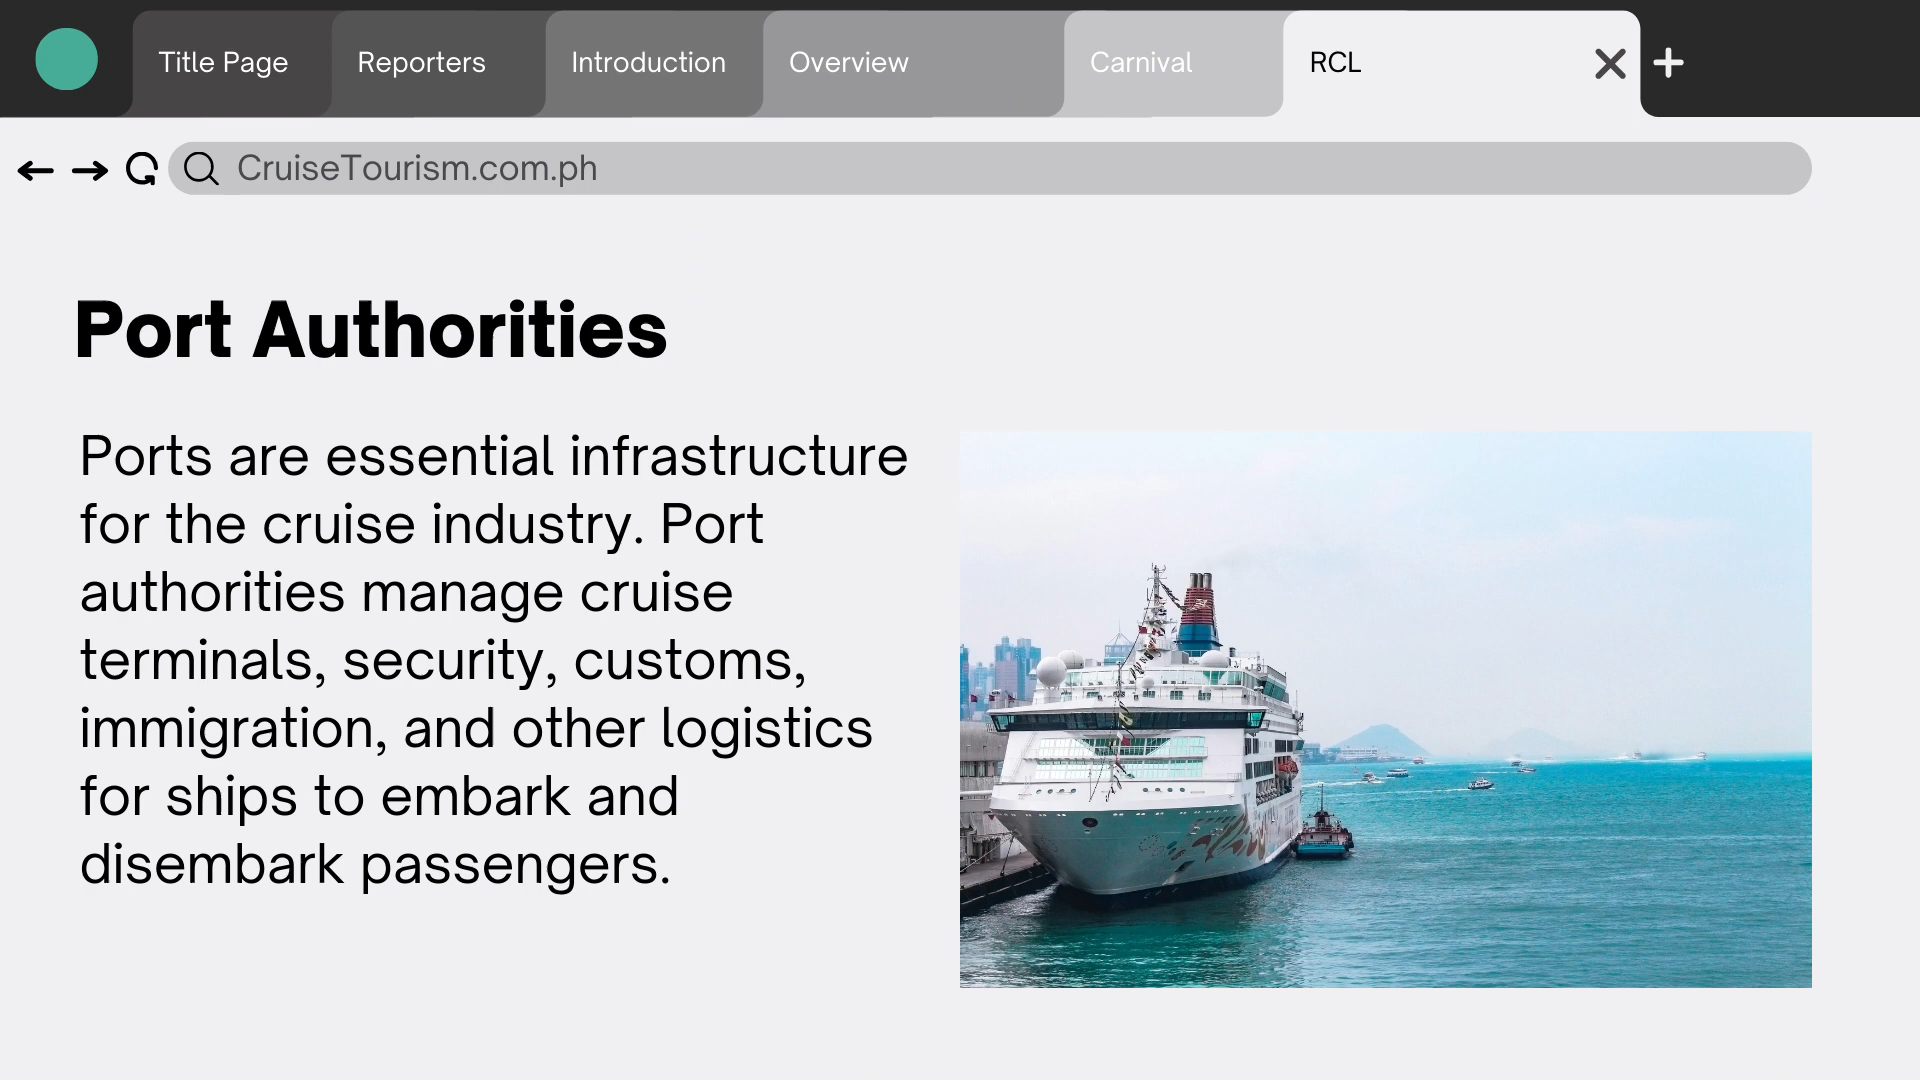 Title Page
Reporters
Introduction
Overview
Carnival
RCL
CruiseTourism.com.ph
Port Authorities
Ports are essential infrastructure
for the cruise industry. Port
authorities manage cruise
terminals, security, customs,
immigration, and other logistics
for ships to embark and
disembark passengers.